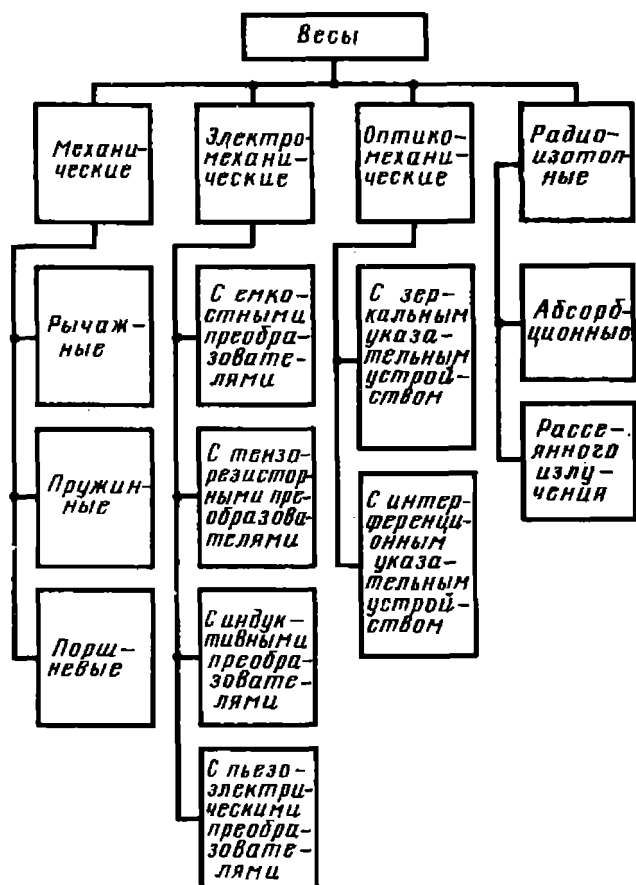 Весы
Механи-
ческие
Электро-
механи-
ческие
Оптико-
механи-
ческие
Радио-
изотоп-
ные
Рычаж-
ные
Пружин-
ные
Порш-
невые
С емко-
стными
преобра-
зовате-
лями
С тензо-
резистор-
ными пре-
образова-
телями
С индук-
тивными
преобра-
зовате-
лями
С пьезо-
электри-
ческими
преобра-
зовате-
лями
С зер-
кальным
указа-
тельным
устрой-
ством
С интер-
ференци-
онным
указа-
тельным
устрой-
ством
Абсорб-
ционные
Рассе-
янного
излу-
чения